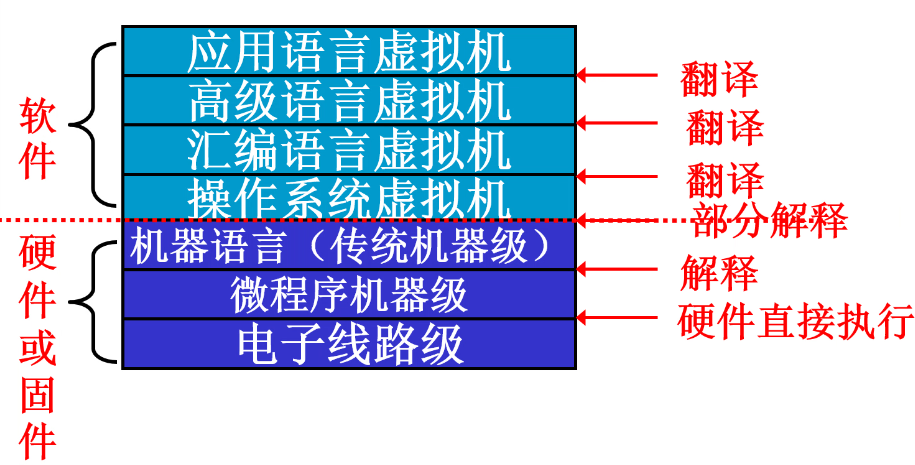 应用语言虚拟机
高级语言虚拟机
汇编语言虚拟机
操作系统虚拟机
机器语言（传统机器级）
微程序机器级
电子线路级
软件
硬件或固件
翻译
翻译
翻译
部分解释
解释
硬件直接执行